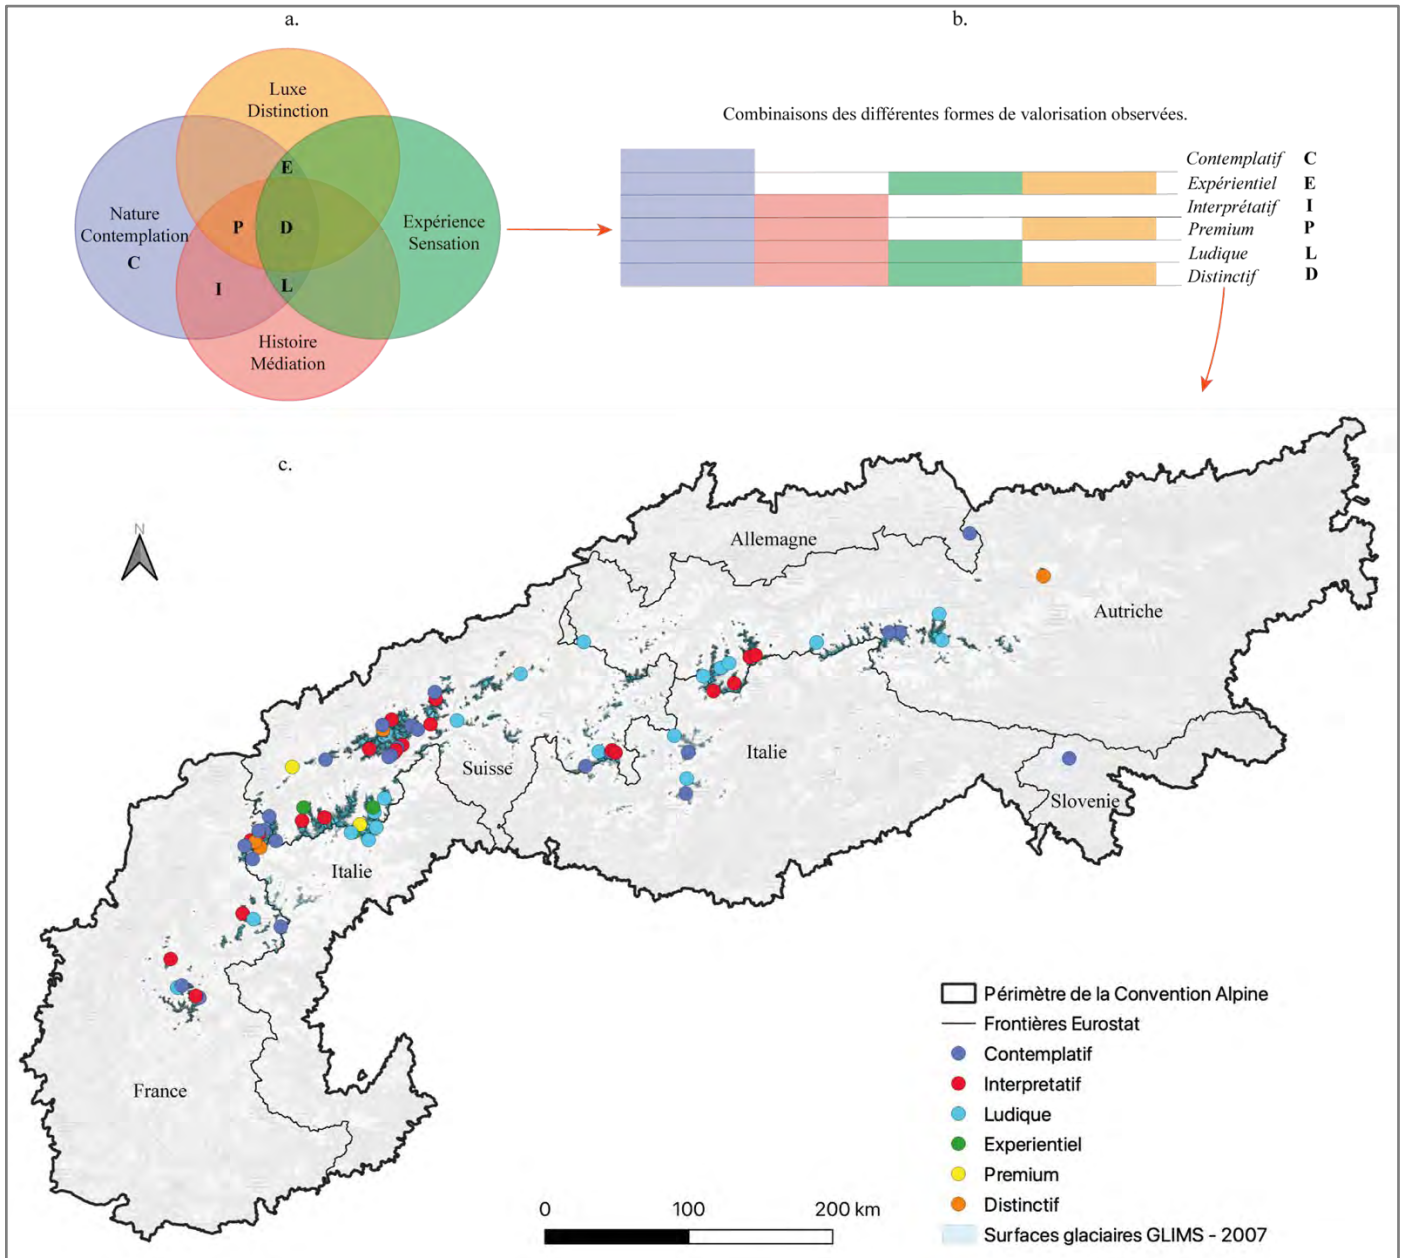 a.
b.
Luxe
Distinction
E
Nature
Contemplation
P
D
Expérience
Sensation
C
I
L
Histoire
Médiation
Combinaisons des différentes formes de valorisation observées.
Contemplatif C
Expérientiel E
Interprétatif I
Premium P
Ludique L
Distinctif D
c.
N
Allemagne
Autriche
Suisse
Italie
Slovenie
Italie
France
Périmètre de la Convention Alpine
Frontières Eurostat
Contemplatif
Interpretatif
Ludique
Experientiel
Premium
Distinctif
Surfaces glaciaires GLIMS - 2007
0 100 200 km